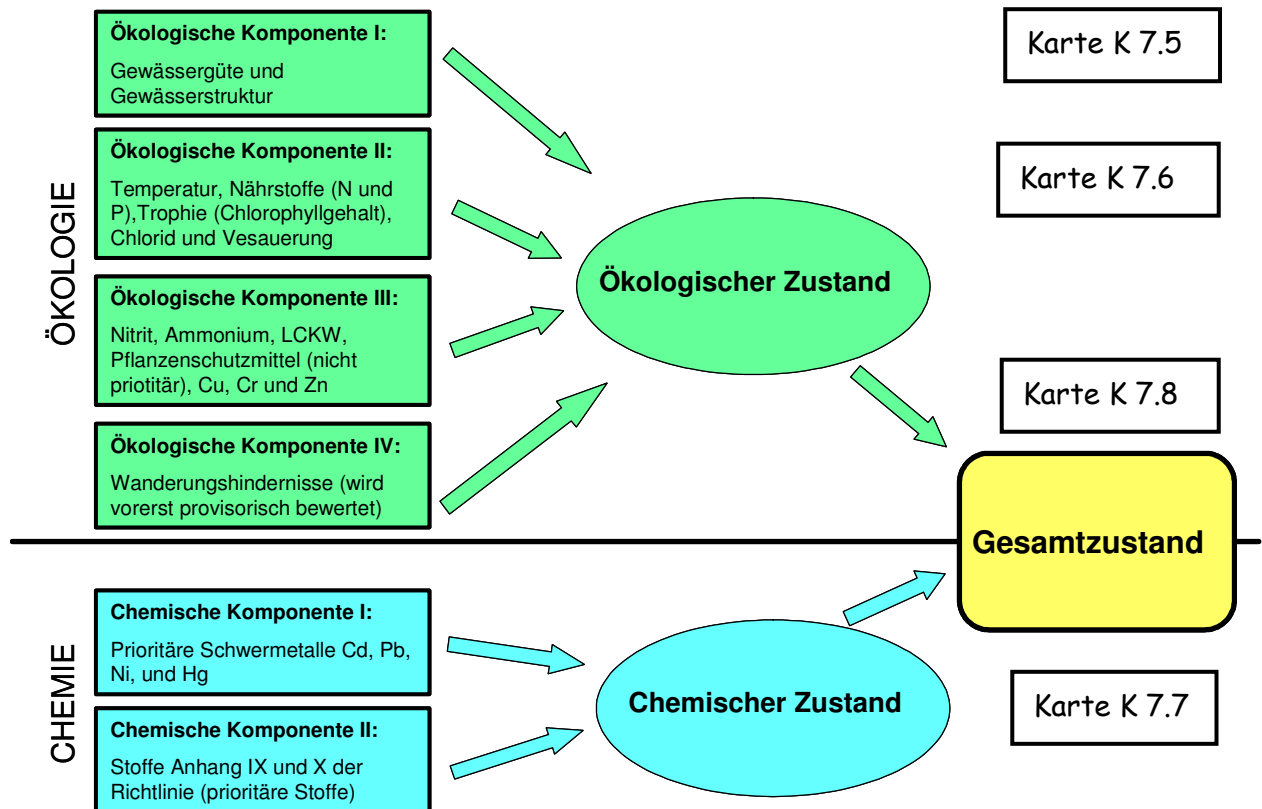 ÖKOLOGIE
Ökologische Komponente I:
Gewässergüte und
Gewässerstruktur
Ökologische Komponente II:
Temperatur, Nährstoffe (N und
P),Trophie (Chlorophyllgehalt),
Chlorid und Vesauerung
Ökologische Komponente III:
Nitrit, Ammonium, LCKW,
Pflanzenschutzmittel (nicht
priotitär), Cu, Cr und Zn
Ökologische Komponente IV:
Wanderungshindernisse (wird
vorerst provisorisch bewertet)
Ökologischer Zustand
Karte K 7.5
Karte K 7.6
Karte K 7.8
Gesamtzustand
CHEMIE
Chemische Komponente I:
Prioritäre Schwermetalle Cd, Pb,
Ni, und Hg
Chemische Komponente II:
Stoffe Anhang IX und X der
Richtlinie (prioritäre Stoffe)
Chemischer Zustand
Karte K 7.7